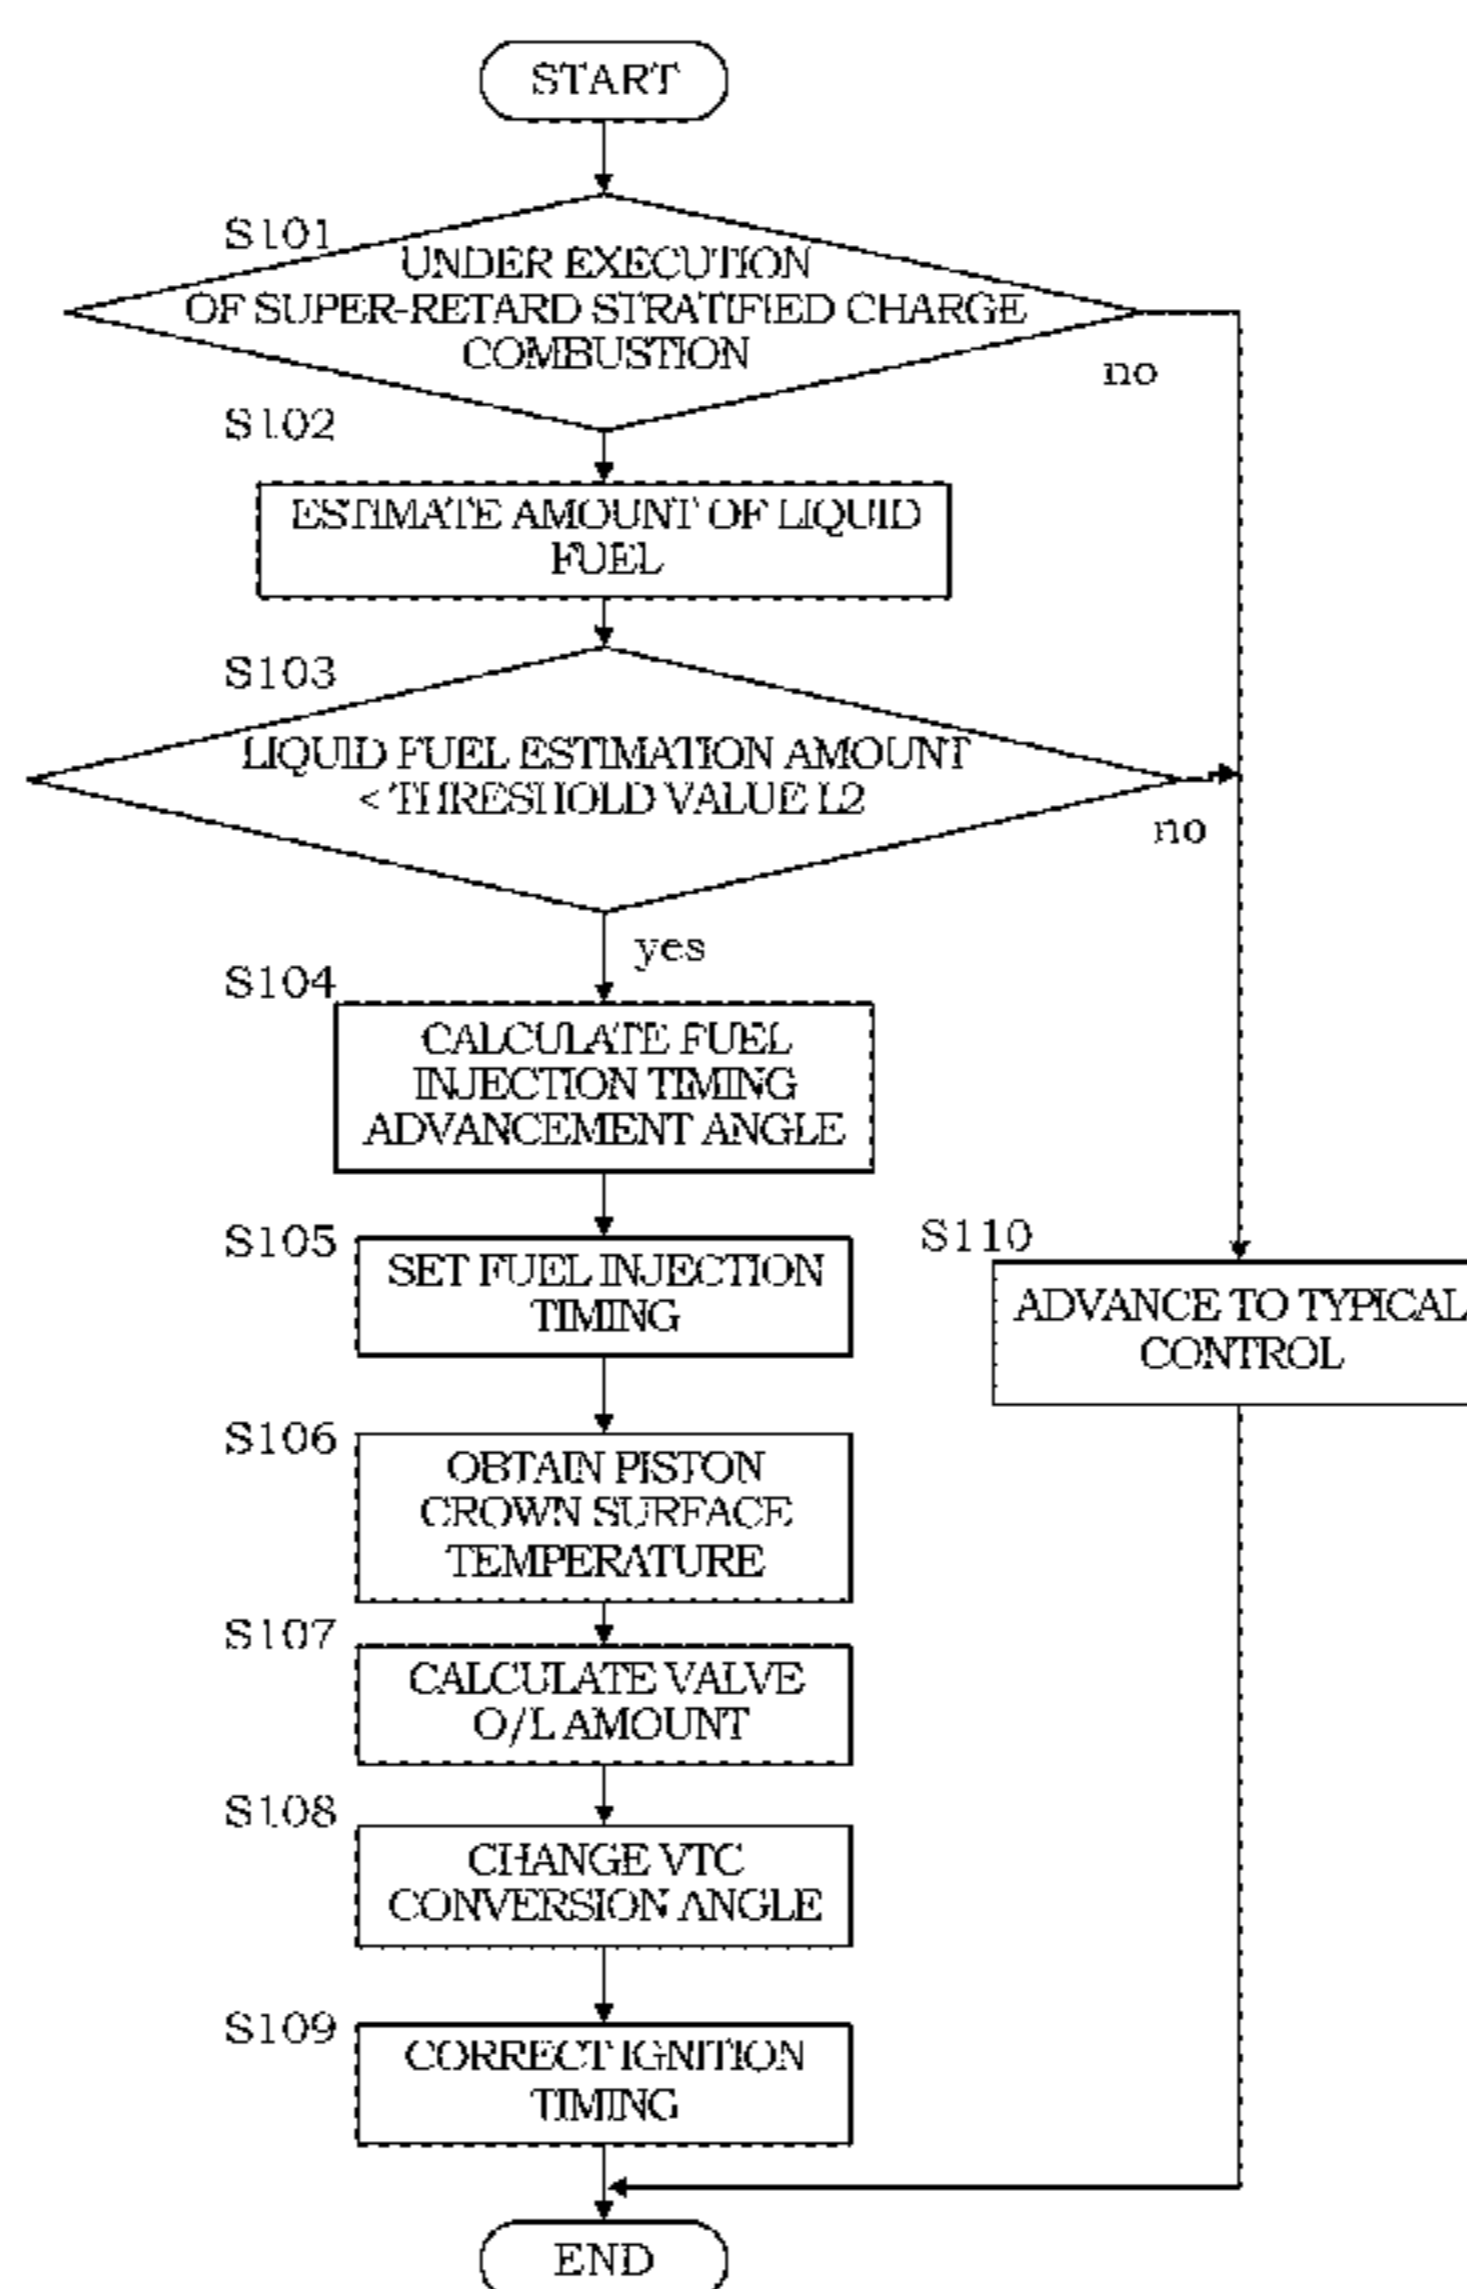 START
S101
UNDER EXECUTION
OF SUPER-RETARD STRATIFIED CHARGE
COMBUSTION
no
S102
ESTIMATE AMOUNT OF LIQUID
FUEL
S103
LIQUID FUEL ESTIMATION AMOUNT
< THRESHOLD VALUE L2
no
yes
S104
CALCULATE FUEL
INJECTION TIMING
ADVANCEMENT ANGLE
S105
SET FUEL INJECTION
TIMING
S110
ADVANCE TO TYPICAL
CONTROL
S106
OBTAIN PISTON
CROWN SURFACE
TEMPERATURE
S107
CALCULATE VALVE
O/L AMOUNT
S108
CHANGE VTC
CONVERSION ANGLE
S109
CORRECT IGNITION
TIMING
END